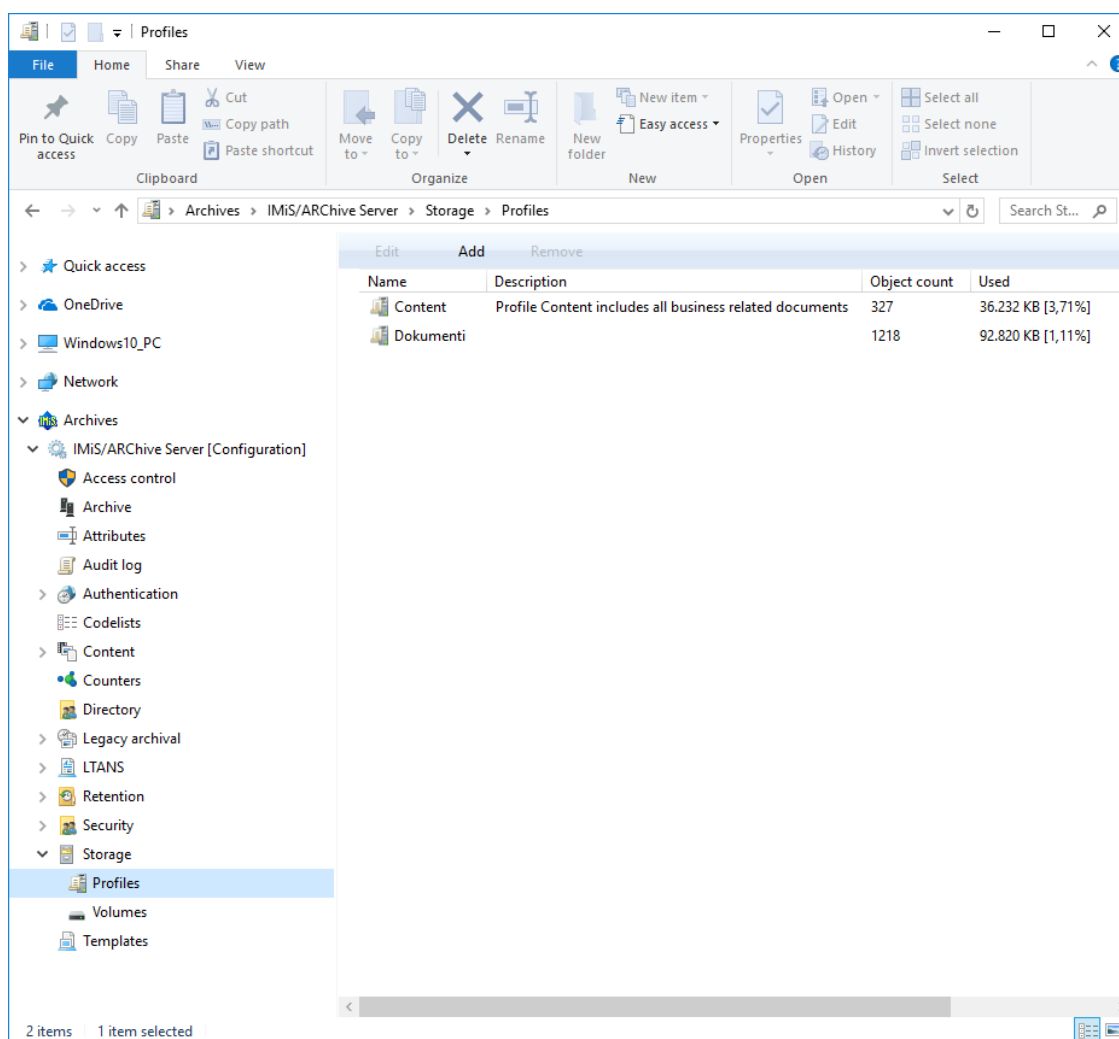 Profiles
File Home Share View
Pin to Quick access
Copy
Paste
Cut
Copy path
Paste shortcut
Clipboard
Move to
Copy to
Delete
Rename
Organize
New folder
New item
Easy access
New
Properties
Open
Edit
History
Open
Select all
Select none
Invert selection
Select
Archives > IMiS/ARChive Server > Storage > Profiles
Search St...
Edit Add Remove
Name Description Object count Used
Content Profile Content includes all business related documents 327 36.232 KB [3,71%]
Dokumenti 1218 92.820 KB [1,11%]
Quick access
OneDrive
Windows10_PC
Network
Archives
IMiS/ARChive Server [Configuration]
Access control
Archive
Attributes
Audit log
Authentication
Codelists
Content
Counters
Directory
Legacy archival
LTANS
Retention
Security
Storage
Profiles
Volumes
Templates
2 items 1 item selected